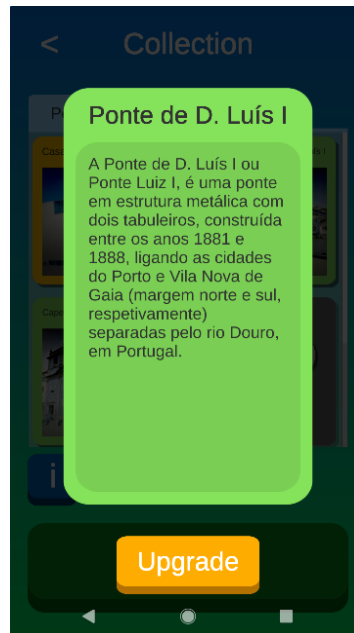 < Collection
Ponte de D. Luís I
A Ponte de D. Luís I ou
Ponte Luiz I, é uma ponte
em estrutura metálica com
dois tabuleiros, construída
entre os anos 1881 e
1888, ligando as cidades
do Porto e Vila Nova de
Gaia (margem norte e sul,
respetivamente)
separadas pelo rio Douro,
em Portugal.
i
Upgrade